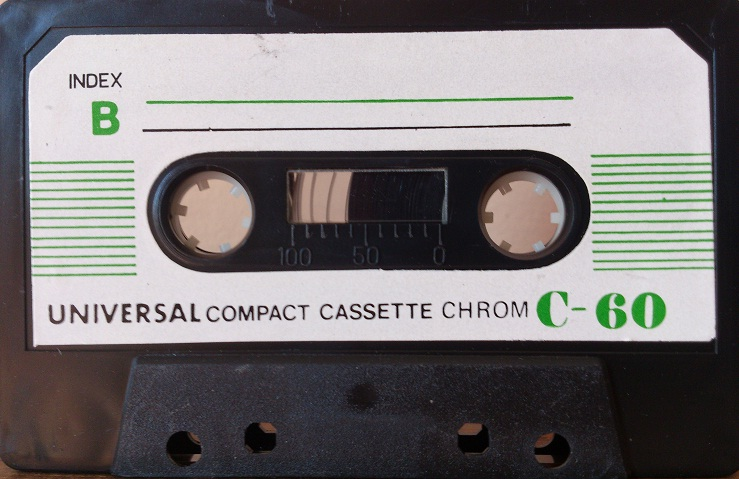 INDEX
B
100 50 0
UNIVERSAL COMPACT CASSETTE CHROM C-60